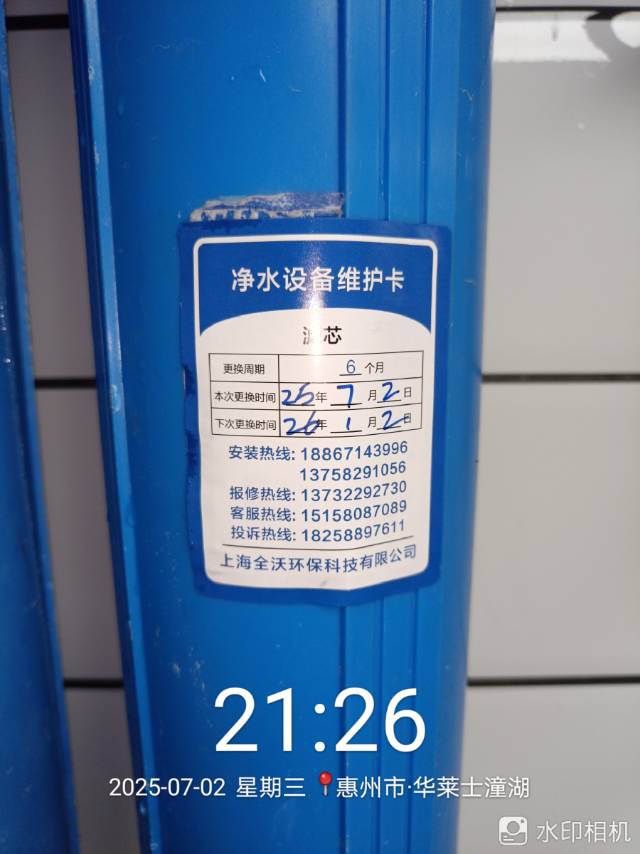 净水设备维护卡
滤芯
更换周期 6 个月
本次更换时间 25 年 7 月 2 日
下次更换时间 26 年 1 月 2 日
安装热线: 18867143996
13758291056
报修热线: 13732292730
客服热线: 15158087089
投诉热线: 18258897611
上海全沃环保科技有限公司
21:26
2025-07-02 星期三 惠州市·华莱士潼湖
水印相机